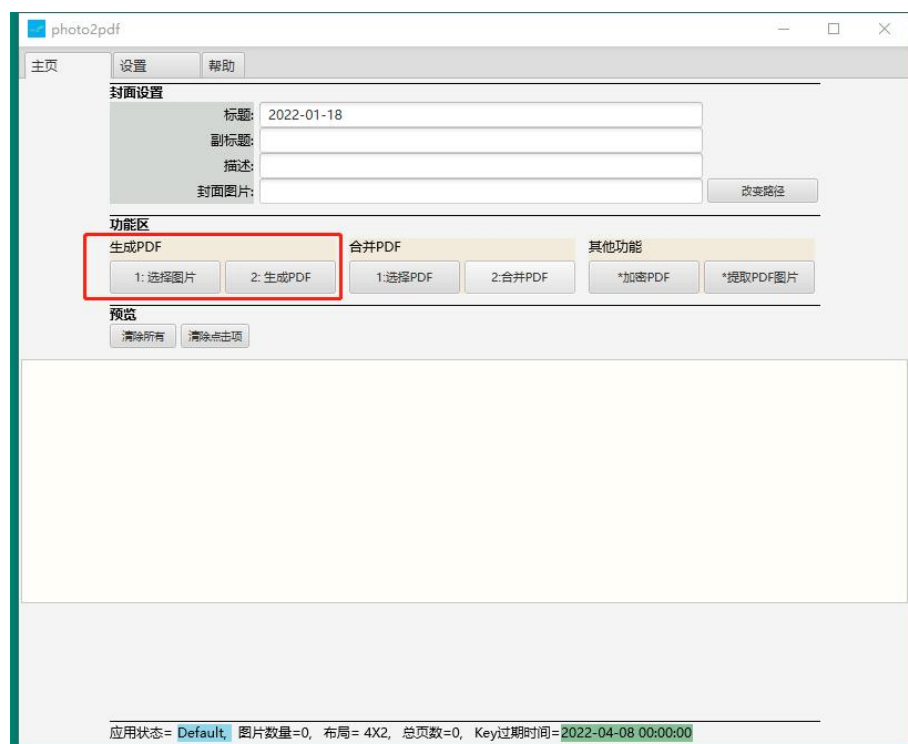 photo2pdf
主页 设置 帮助
封面设置
标题: 2022-01-18
副标题:
描述:
封面图片: 改变路径
功能区
生成PDF 合并PDF 其他功能
1: 选择图片 2: 生成PDF 1:选择PDF 2:合并PDF *加密PDF *提取PDF图片
预览
清除所有 清除点击项
应用状态= Default, 图片数量=0, 布局= 4X2, 总页数=0, Key过期时间=2022-04-08 00:00:00